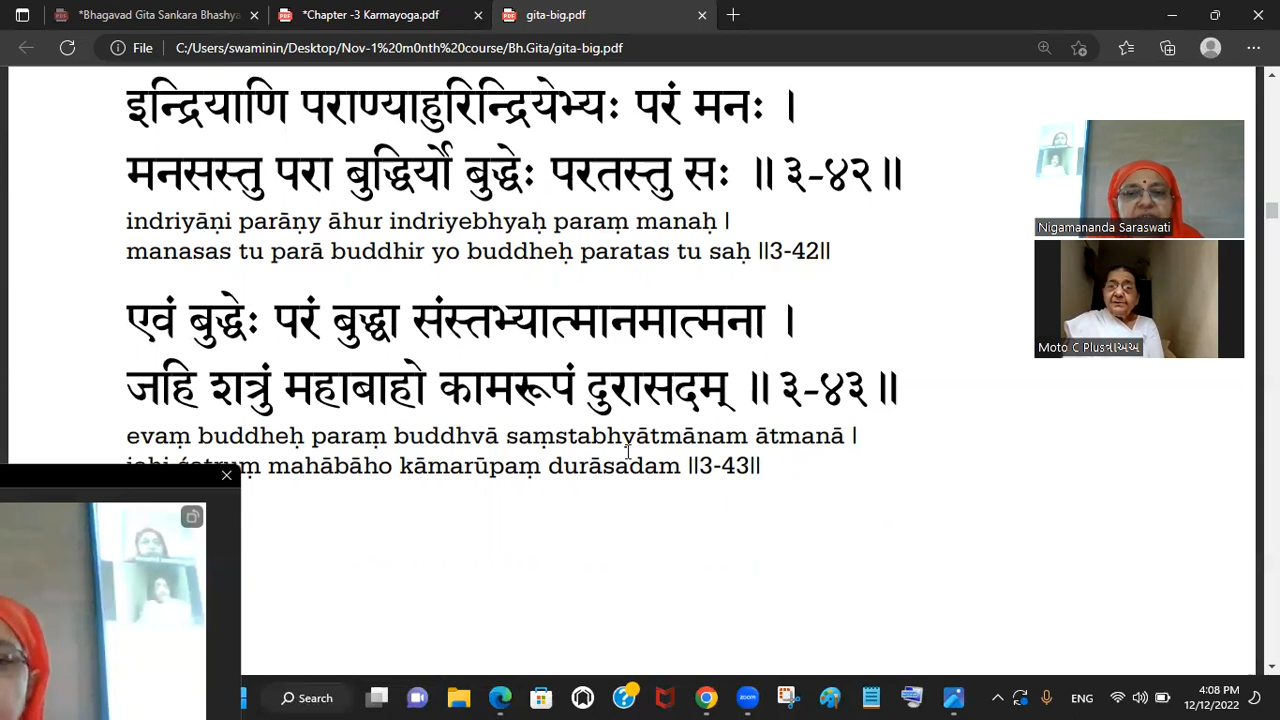 *Bhagavad Gita Sankara Bhashya
*Chapter -3 Karmayoga.pdf
gita-big.pdf
File
C:/Users/swaminin/Desktop/Nov-1%20m0nth%20course/Bh.Gita/gita-big.pdf
इन्द्रियाणि पराण्याहुरिन्द्रियेभ्यः परं मनः ।
मनसस्तु परा बुद्धिर्यो बुद्धेः परतस्तु सः ॥ ३-४२॥
indriyāṇi parāṇy āhur indriyebhyaḥ paraṃ manaḥ |
manasas tu parā buddhir yo buddheḥ paratas tu saḥ ||3-42||
एवं बुद्धेः परं बुद्ध्वा संस्तभ्यात्मानमात्मना ।
जहि शत्रुं महाबाहो कामरूपं दुरासदम् ॥ ३-४३॥
evaṃ buddheḥ paraṃ buddhvā saṃstabhyātmānam ātmanā |
mahābāho kāmarūpaṃ durāsadam ||3-43||
Nigamananda Saraswati
Moto C Plusત્રાઅઅ
Search
ENG
4:08 PM
12/12/2022